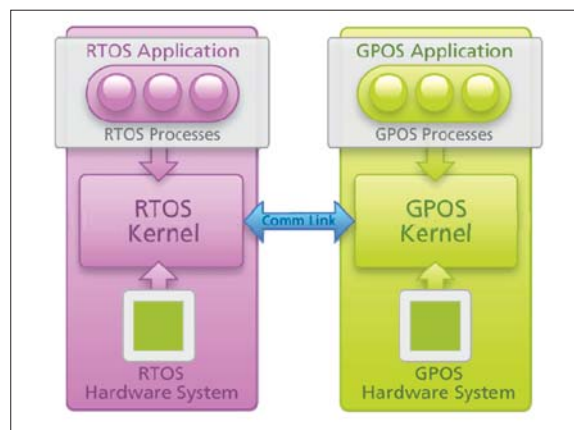 RTOS Application
RTOS Processes
RTOS
Kernel
RTOS
Hardware System
Comm Link
GPOS Application
GPOS Processes
GPOS
Kernel
GPOS
Hardware System